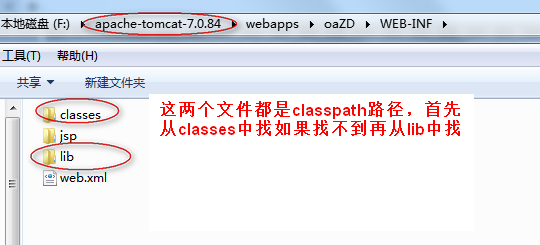 本地磁盘 (F:) ▸ apache-tomcat-7.0.84 ▸ webapps ▸ oaZD ▸ WEB-INF ▸
工具(T) 帮助(H)
共享 新建文件夹
classes
jsp
lib
web.xml
这两个文件都是classpath路径，首先
从classes中找如果找不到再从lib中找